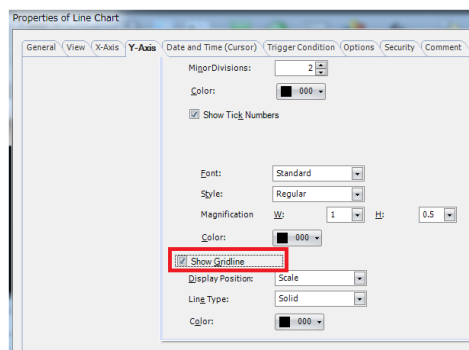 Properties of Line Chart
General View X-Axis Y-Axis Date and Time (Cursor) Trigger Condition Options Security Comment
MinorDivisions: 2
Color: 000
Show Tick Numbers
Font: Standard
Style: Regular
Magnification W: 1 H: 0.5
Color: 000
Show Gridline
Display Position: Scale
Line Type: Solid
Color: 000